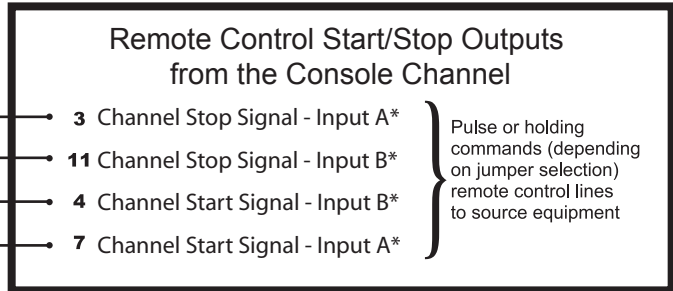 Remote Control Start/Stop Outputs
from the Console Channel
3 Channel Stop Signal - Input A*
11 Channel Stop Signal - Input B*
4 Channel Start Signal - Input B*
7 Channel Start Signal - Input A*
Pulse or holding
commands (depending
on jumper selection)
remote control lines
to source equipment